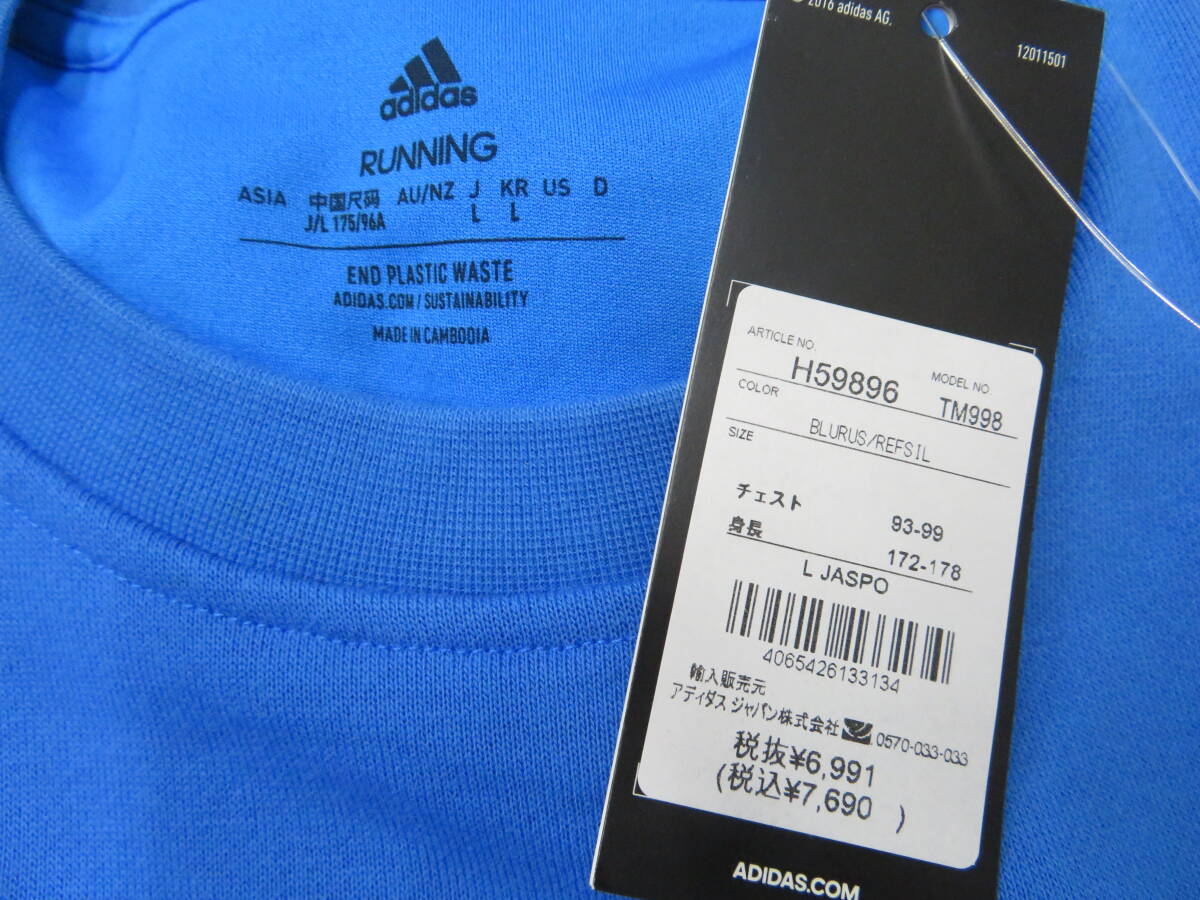 adidas
RUNNING
ASIA 中国尺码 AU/NZ J KR US D
J/L 175/96A L L
END PLASTIC WASTE
ADIDAS.COM/SUSTAINABILITY
MADE IN CAMBODIA
2016 adidas AG.
12011501
ARTICLE NO. H59896 MODEL NO. TM998
COLOR BLURUS/REFSIL
SIZE
チェスト 93-99
身長 172-178
L JASPO
4065426133134
輸入販売元
アディダス ジャパン株式会社 0570-033-033
税抜¥6,991
(税込¥7,690 )
ADIDAS.COM